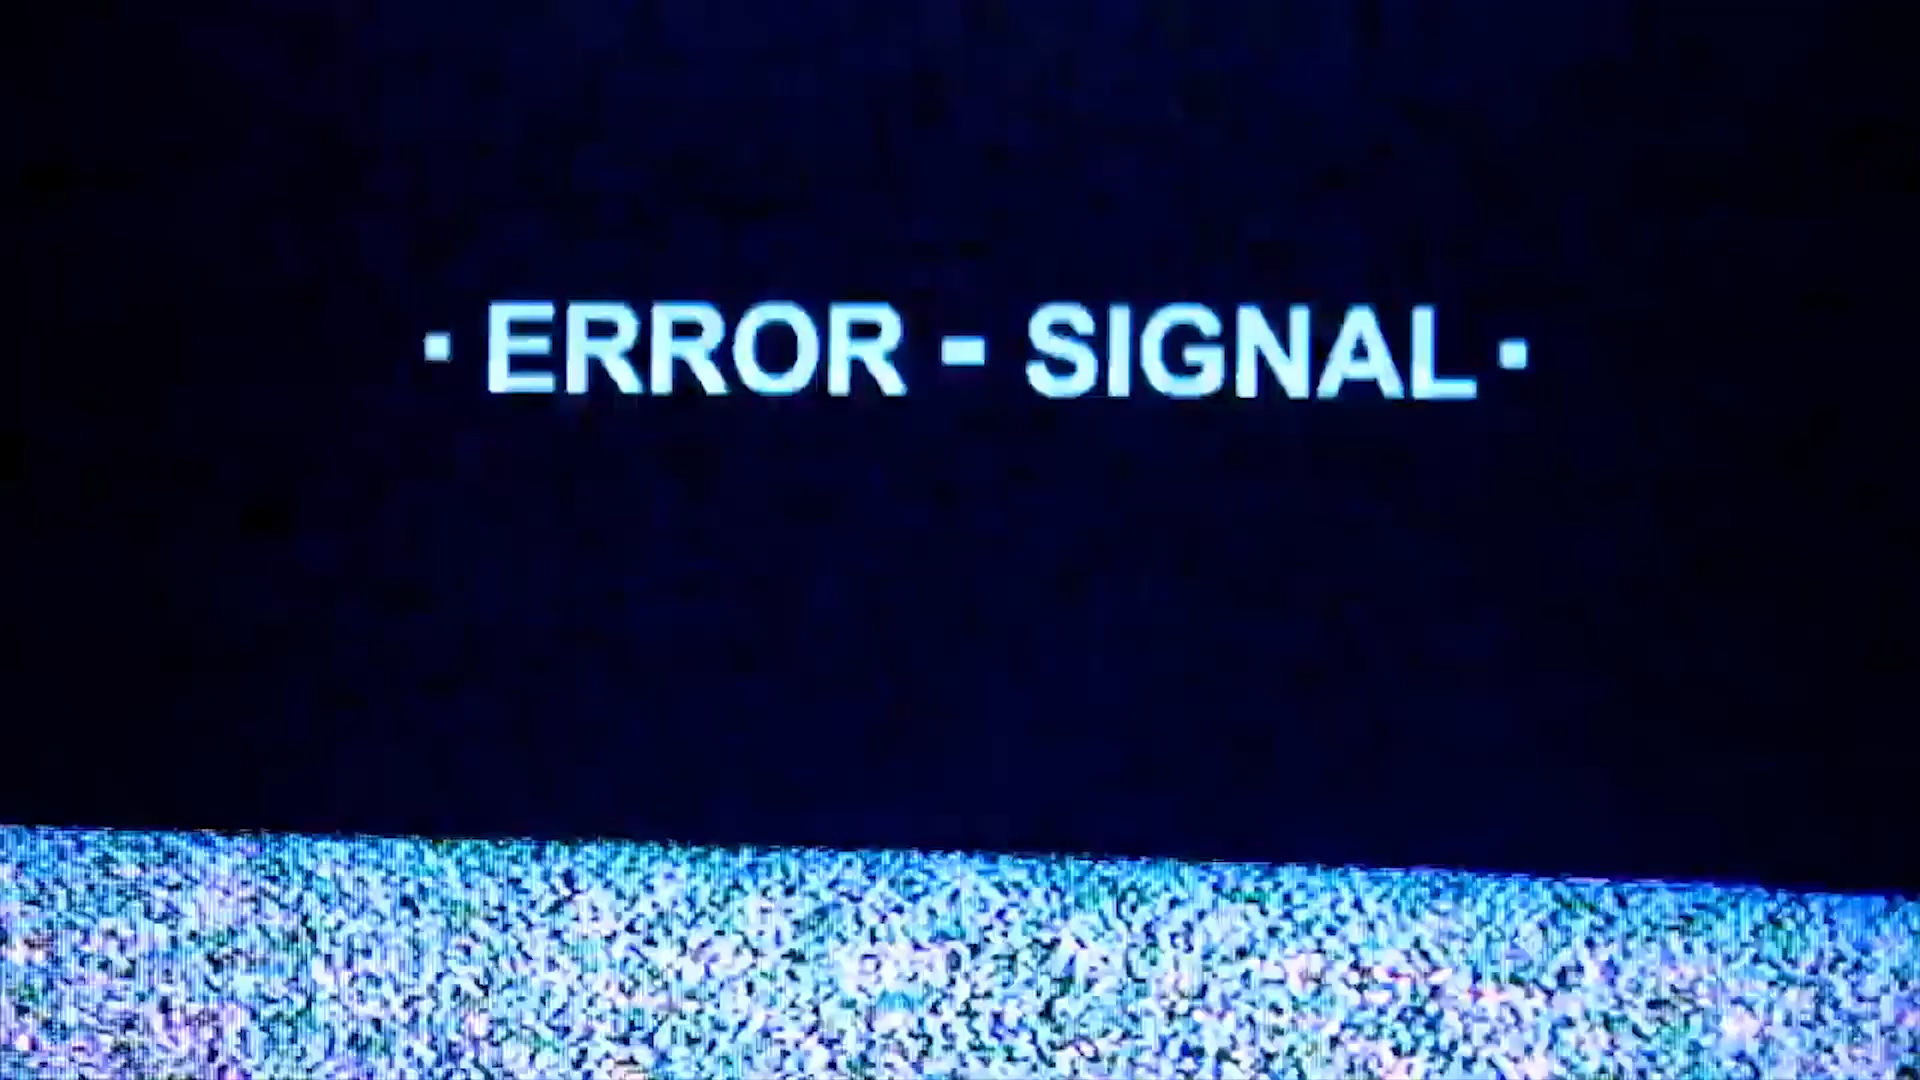 · ERROR - SIGNAL ·